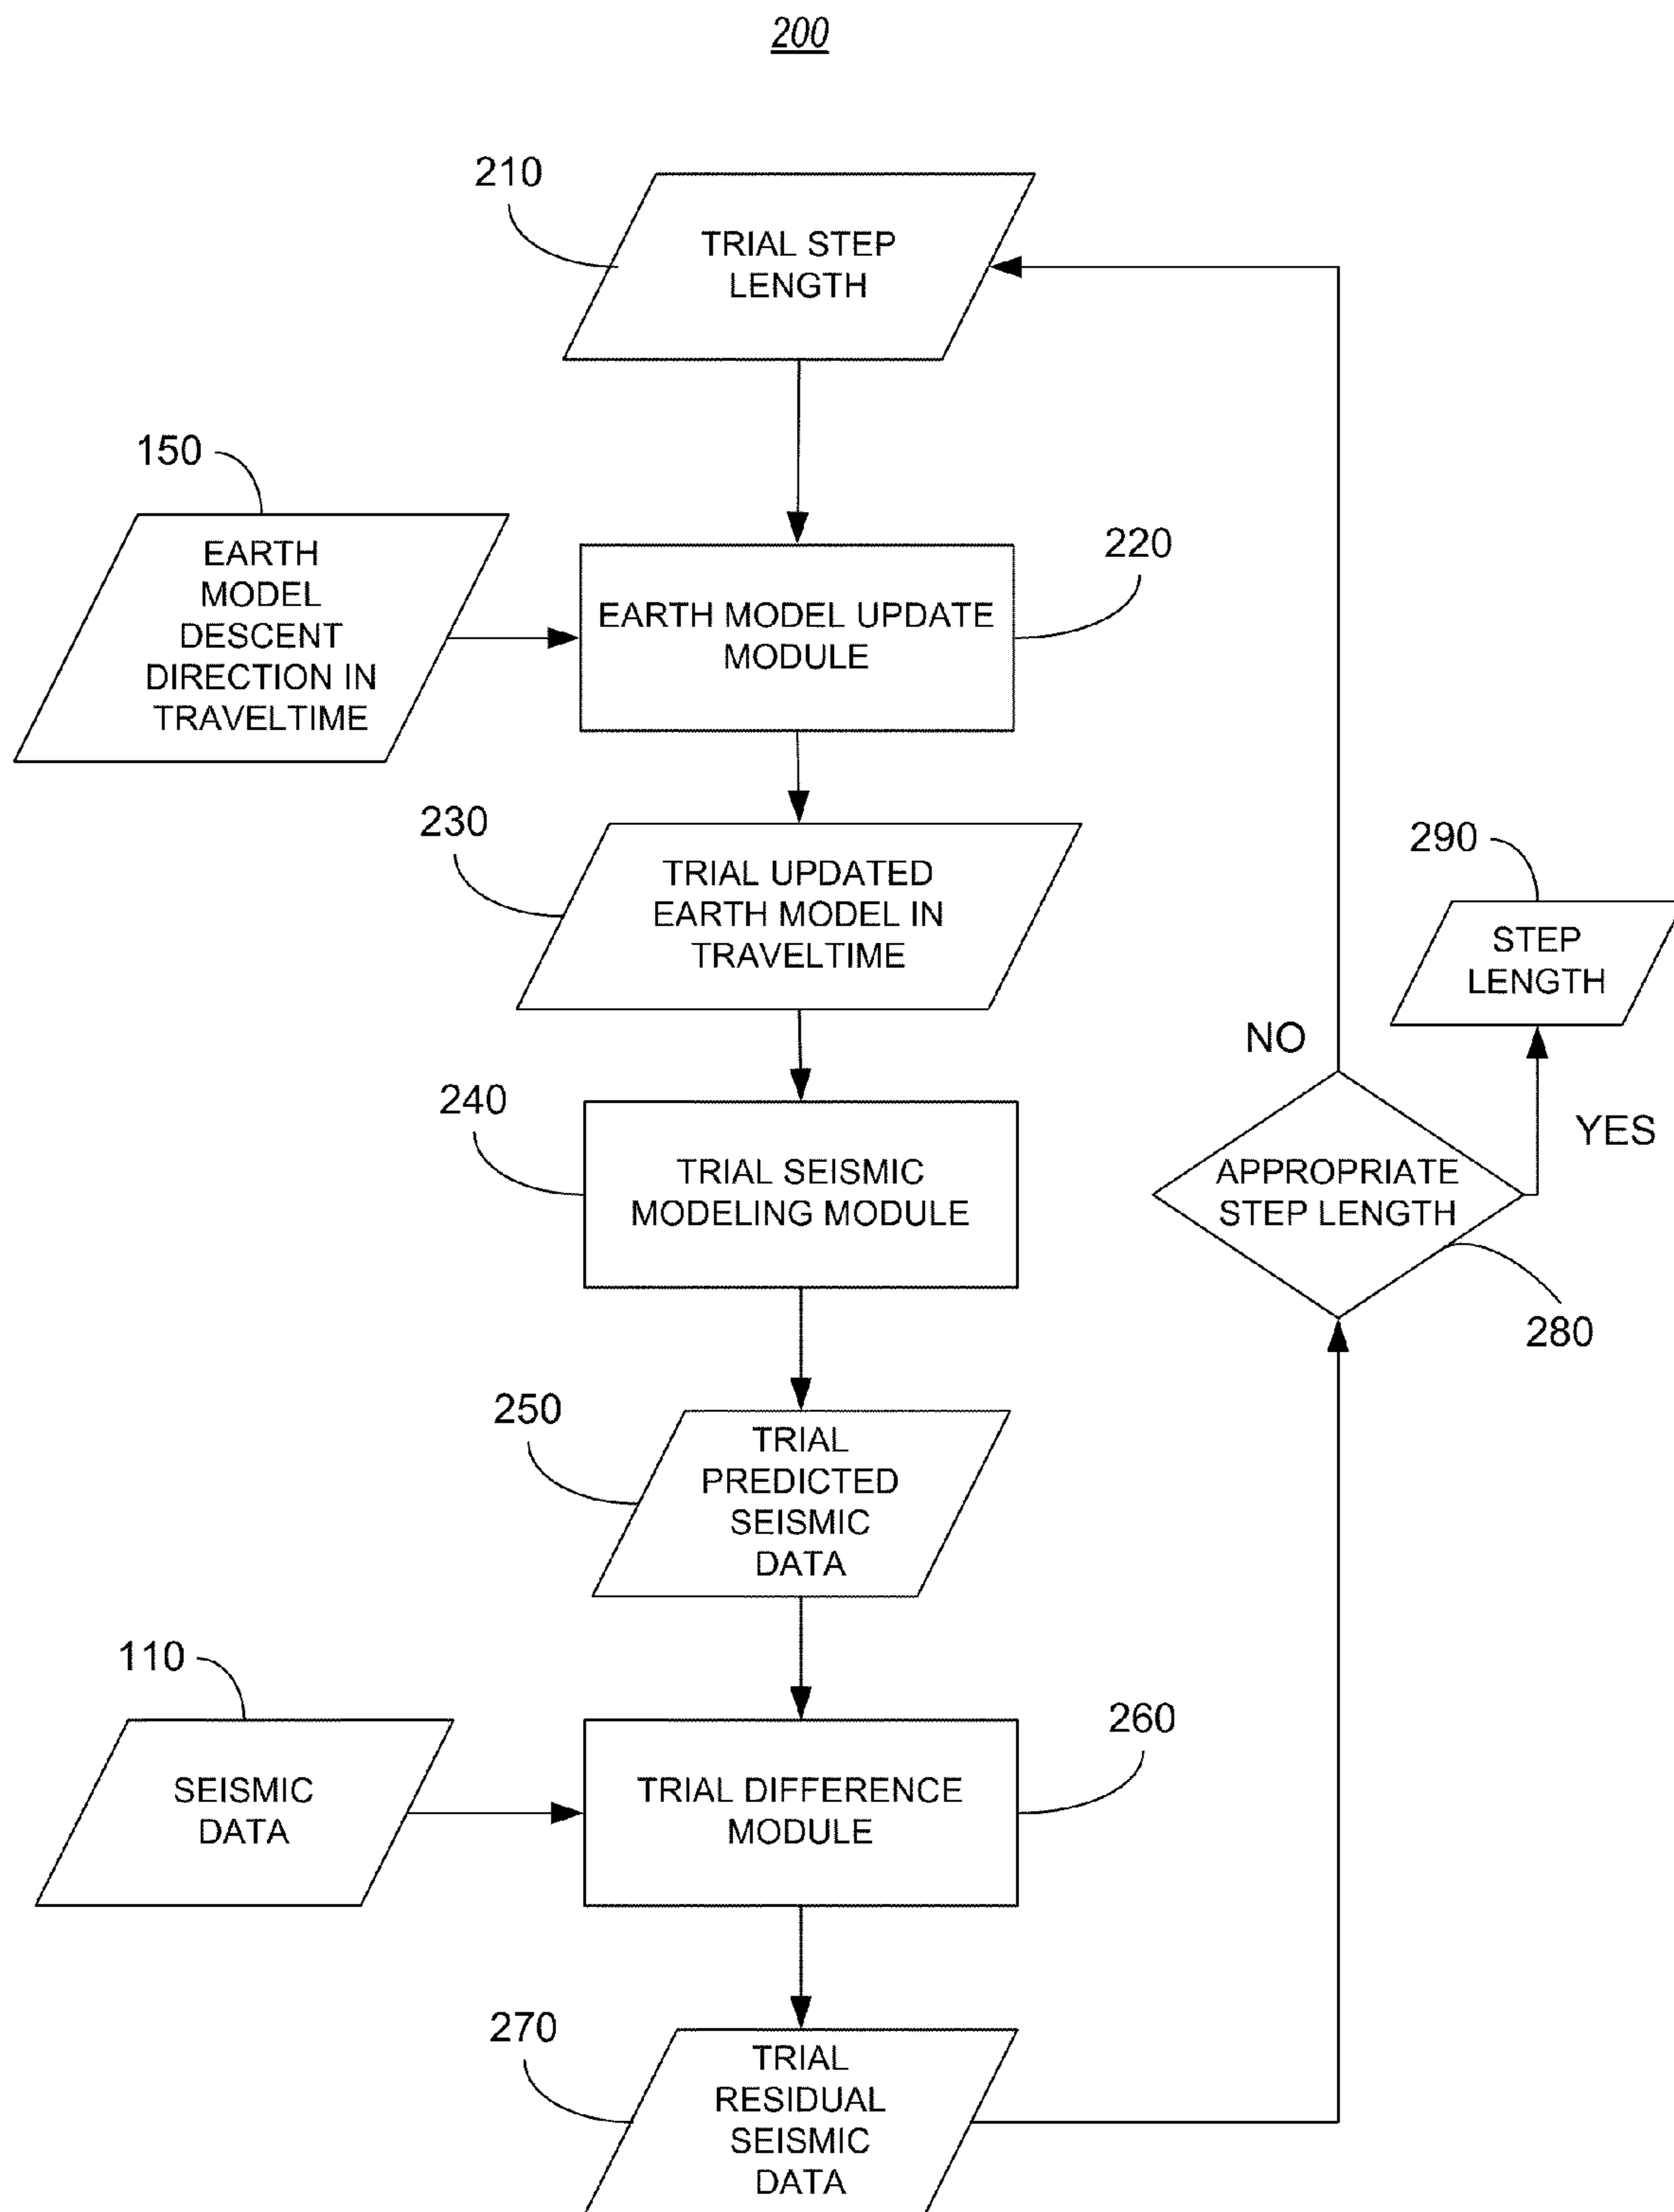 200
210
TRIAL STEP
LENGTH
150
EARTH
MODEL
DESCENT
DIRECTION IN
TRAVELTIME
220
EARTH MODEL UPDATE
MODULE
230
TRIAL UPDATED
EARTH MODEL IN
TRAVELTIME
290
STEP
LENGTH
NO
YES
240
TRIAL SEISMIC
MODELING MODULE
APPROPRIATE
STEP LENGTH
280
250
TRIAL
PREDICTED
SEISMIC
DATA
110
SEISMIC
DATA
260
TRIAL DIFFERENCE
MODULE
270
TRIAL
RESIDUAL
SEISMIC
DATA